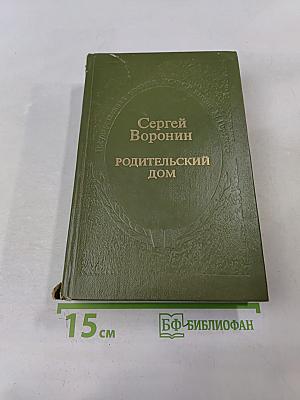 Сергей
Воронин
РОДИТЕЛЬСКИЙ
ДОМ
15 см
БФ БИБЛИОФАН